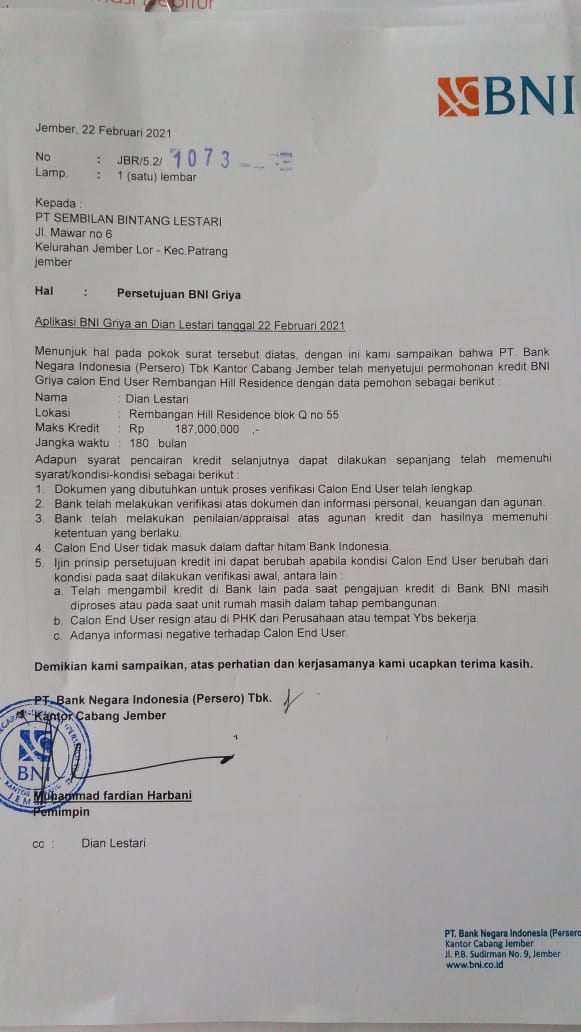 BNI
Jember, 22 Februari 2021
No : JBR/5.2/ 1073
Lamp. : 1 (satu) lembar
Kepada :
PT SEMBILAN BINTANG LESTARI
Jl. Mawar no 6
Kelurahan Jember Lor - Kec.Patrang
jember
Hal : Persetujuan BNI Griya
Aplikasi BNI Griya an Dian Lestari tanggal 22 Februari 2021
Menunjuk hal pada pokok surat tersebut diatas, dengan ini kami sampaikan bahwa PT. Bank
Negara Indonesia (Persero) Tbk Kantor Cabang Jember telah menyetujui permohonan kredit BNI
Griya calon End User Rembangan Hill Residence dengan data pemohon sebagai berikut :
Nama : Dian Lestari
Lokasi : Rembangan Hill Residence blok Q no 55
Maks Kredit : Rp 187,000,000 ,-
Jangka waktu : 180 bulan
Adapun syarat pencairan kredit selanjutnya dapat dilakukan sepanjang telah memenuhi
syarat/kondisi-kondisi sebagai berikut :
1. Dokumen yang dibutuhkan untuk proses verifikasi Calon End User telah lengkap.
2. Bank telah melakukan verifikasi atas dokumen dan informasi personal, keuangan dan agunan.
3. Bank telah melakukan penilaian/appraisal atas agunan kredit dan hasilnya memenuhi
ketentuan yang berlaku.
4. Calon End User tidak masuk dalam daftar hitam Bank Indonesia.
5. Ijin prinsip persetujuan kredit ini dapat berubah apabila kondisi Calon End User berubah dari
kondisi pada saat dilakukan verifikasi awal, antara lain :
a. Telah mengambil kredit di Bank lain pada saat pengajuan kredit di Bank BNI masih
diproses atau pada saat unit rumah masih dalam tahap pembangunan.
b. Calon End User resign atau di PHK dari Perusahaan atau tempat Ybs bekerja.
c. Adanya informasi negative terhadap Calon End User.
Demikian kami sampaikan, atas perhatian dan kerjasamanya kami ucapkan terima kasih.
PT. Bank Negara Indonesia (Persero) Tbk.
Kantor Cabang Jember
BNI
Muhammad fardian Harbani
Pemimpin
cc : Dian Lestari
PT. Bank Negara Indonesia (Persero
Kantor Cabang Jember
Jl. P.B. Sudirman No. 9, Jember
www.bni.co.id